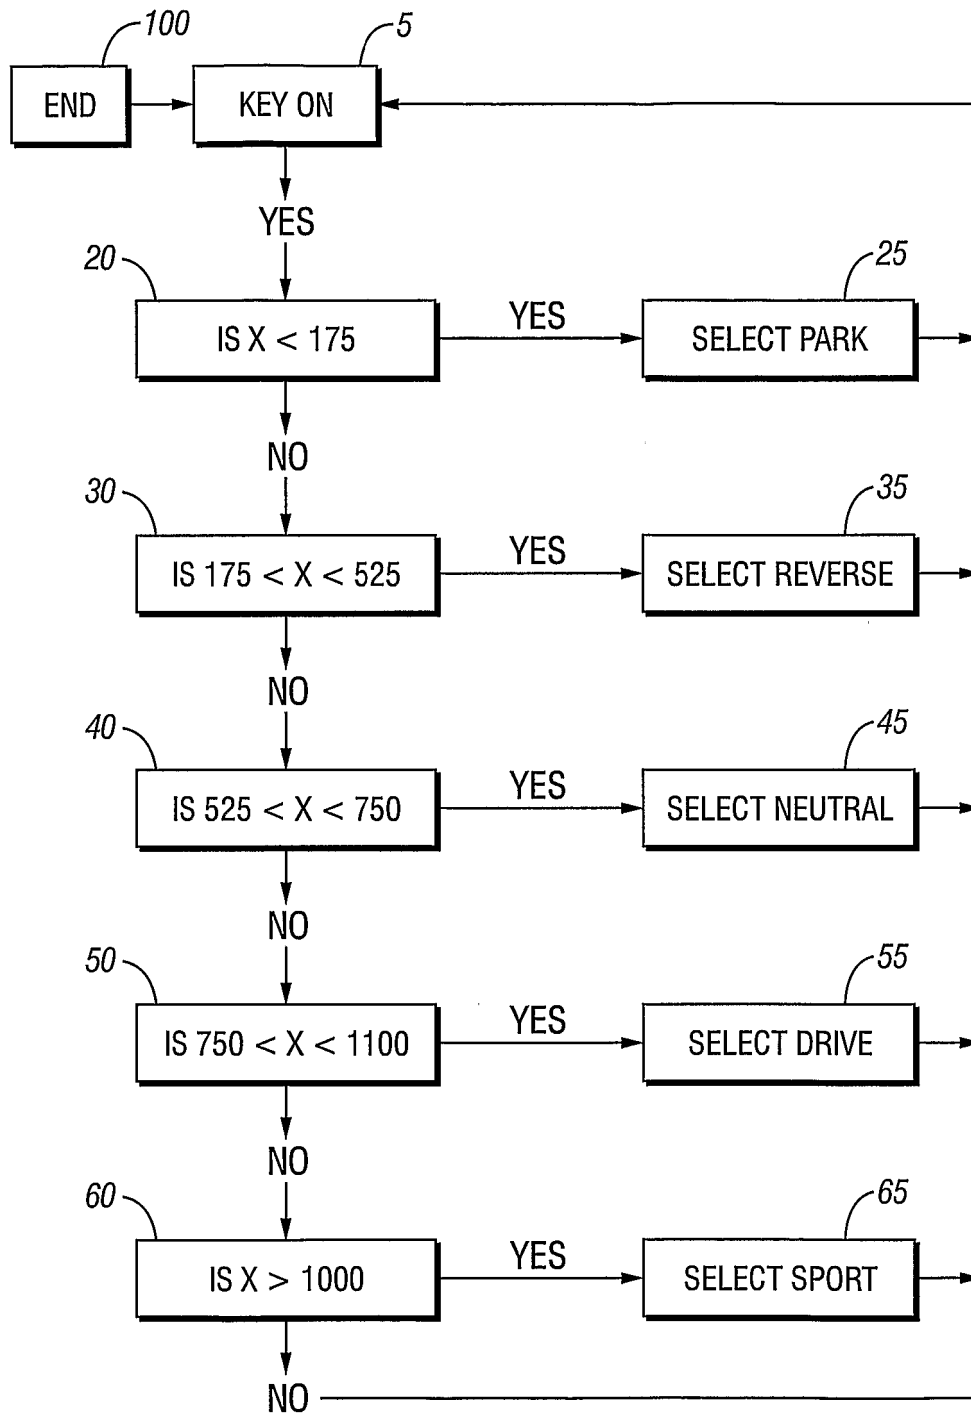 100
5
END
KEY ON
YES
20
25
IS X < 175
YES
SELECT PARK
NO
30
35
IS 175 < X < 525
YES
SELECT REVERSE
NO
40
45
IS 525 < X < 750
YES
SELECT NEUTRAL
NO
50
55
IS 750 < X < 1100
YES
SELECT DRIVE
NO
60
65
IS X > 1000
YES
SELECT SPORT
NO